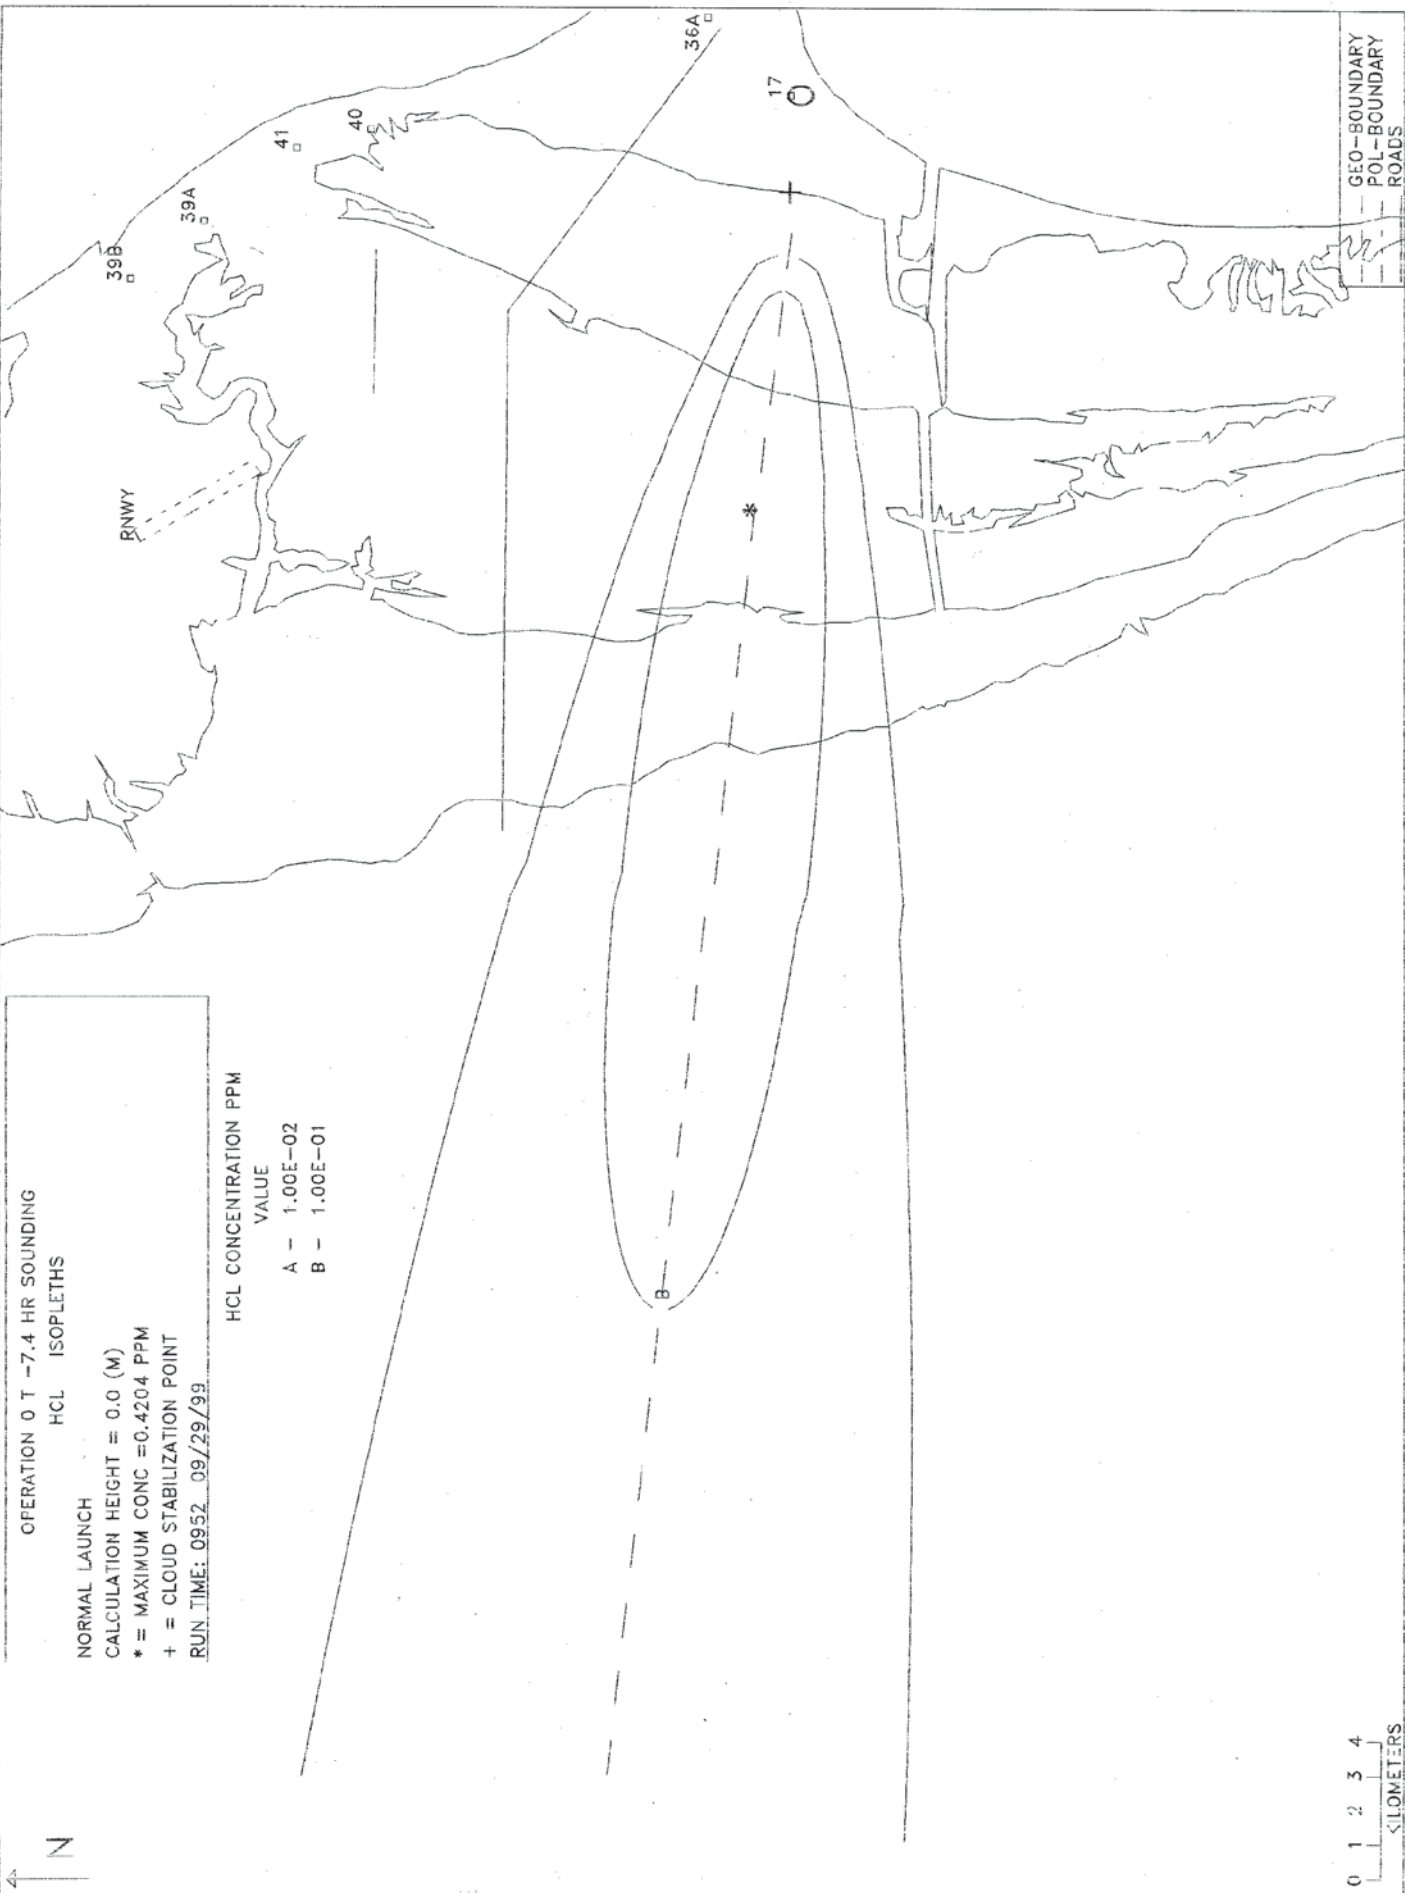 OPERATION 0 T -7.4 HR SOUNDING
HCL ISOPLETHS
NORMAL LAUNCH
CALCULATION HEIGHT = 0.0 (M)
* = MAXIMUM CONC =0.4204 PPM
+ = CLOUD STABILIZATION POINT
RUN TIME: 0952 09/29/99
HCL CONCENTRATION PPM
VALUE
A - 1.00E-02
B - 1.00E-01
N
RNWY
39B
39A
41
40
36A
17
*
+
B
0 1 2 3 4
KILOMETERS
GEO-BOUNDARY
POL-BOUNDARY
ROADS